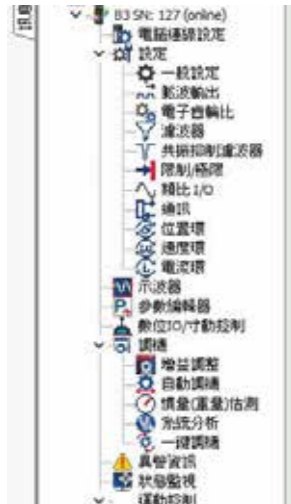 B3 SN: 127 (online)
電腦連線設定
設定
一般設定
脈波輸出
電子齒輪比
濾波器
共振抑制濾波器
限制/極限
類比 I/O
通訊
位置環
速度環
電流環
示波器
參數編輯器
數位IO/寸動控制
調機
增益調整
自動調機
慣量(重量)估測
系統分析
一鍵調機
異警資訊
狀態監視
運動控制